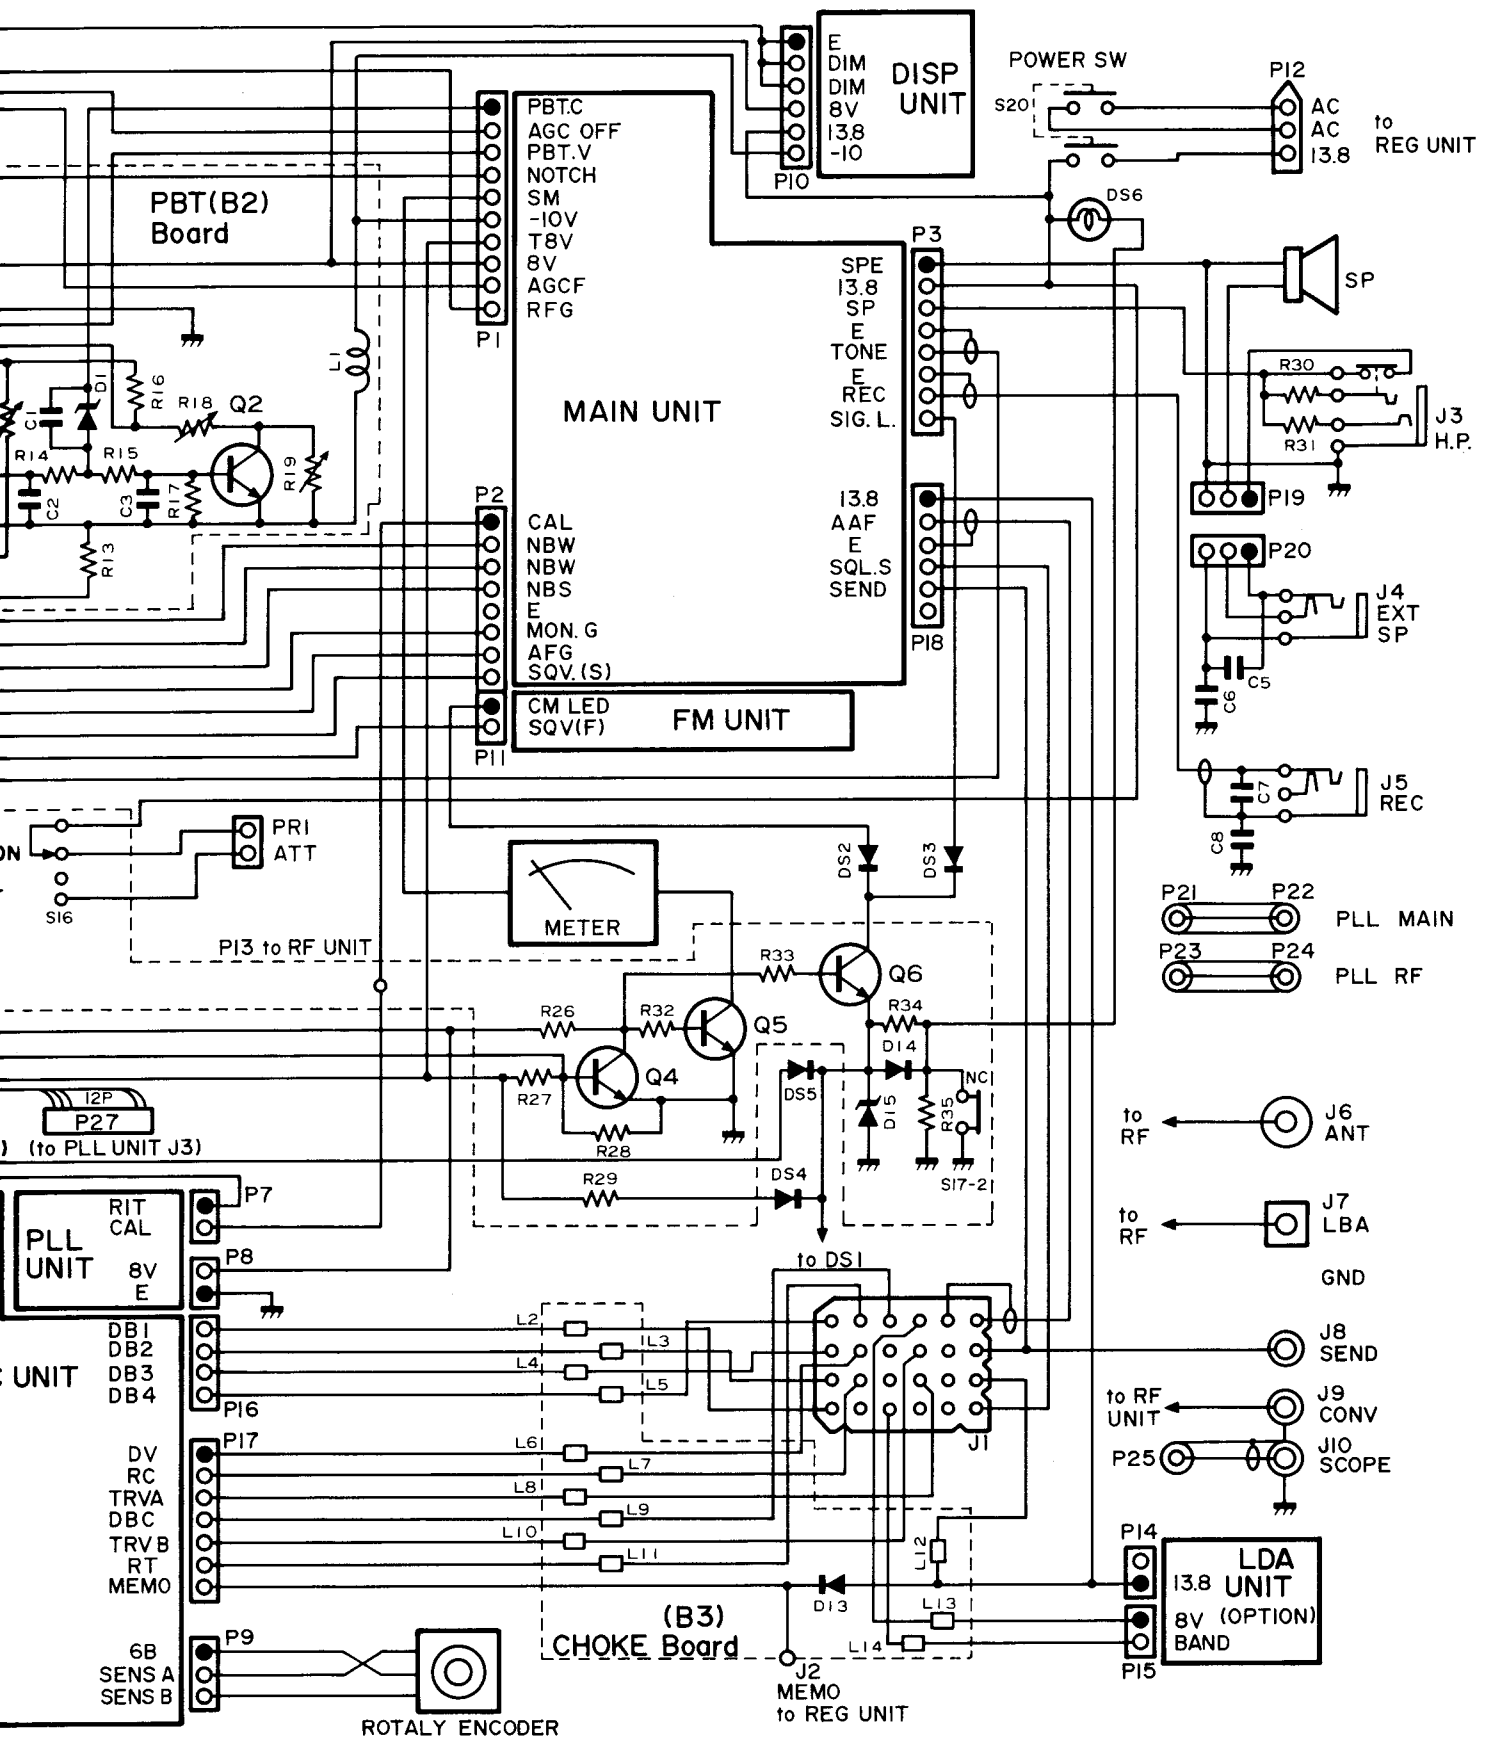 E
DIM
DIM
8V
13.8
-10
P10
DISP
UNIT
POWER SW
S20
P12
AC
AC
13.8
to
REG UNIT
DS6
PBT.C
AGC OFF
PBT.V
NOTCH
SM
-10V
T8V
8V
AGCF
RFG
P1
PBT(B2)
Board
L1
MAIN UNIT
P3
SPE
13.8
SP
E
TONE
E
REC
SIG. L.
SP
R30
R31
J3
H.P.
P19
C1
D1
R16
R18
Q2
R14
R15
R19
C2
C3
R17
R13
P2
CAL
NBW
NBW
NBS
E
MON. G
AFG
SQV. (S)
13.8
AAF
E
SQL.S
SEND
P18
P20
J4
EXT
SP
C5
C6
CM LED
SQV(F)
P11
FM UNIT
J5
REC
C7
C8
ON
PRI
ATT
S16
P13 to RF UNIT
METER
DS2
DS3
P21
P22
PLL MAIN
P23
P24
PLL RF
R33
Q6
R34
R26
R32
Q5
D14
NC
R27
Q4
DS5
D15
R35
R28
S17-2
R29
DS4
to DS1
12P
P27
) (to PLL UNIT J3)
to
RF
J6
ANT
to
RF
J7
LBA
GND
RIT
CAL
P7
PLL
UNIT
8V
E
P8
DB1
DB2
DB3
DB4
P16
C UNIT
L2
L3
L4
L5
J1
J8
SEND
to RF
UNIT
J9
CONV
P25
J10
SCOPE
P17
DV
RC
TRVA
DBC
TRV B
RT
MEMO
L6
L7
L8
L9
L10
L11
L12
D13
L13
L14
(B3)
CHOKE Board
P14
13.8
8V
BAND
P15
LDA
UNIT
(OPTION)
P9
6B
SENS A
SENS B
ROTALY ENCODER
J2
MEMO
to REG UNIT